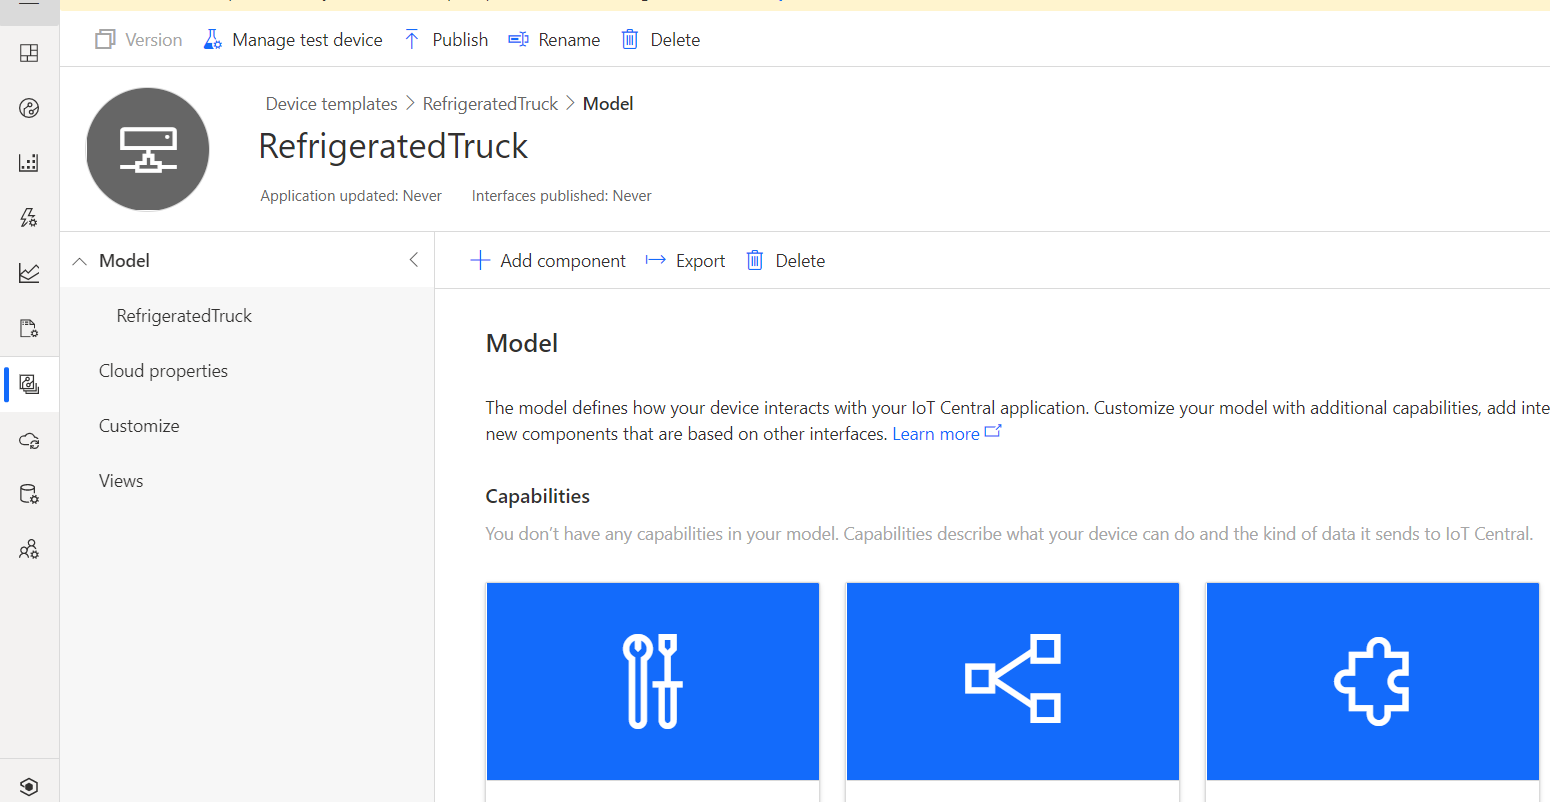 Version Manage test device Publish Rename Delete
Device templates > RefrigeratedTruck > Model
RefrigeratedTruck
Application updated: Never Interfaces published: Never
Model
RefrigeratedTruck
Cloud properties
Customize
Views
Add component Export Delete
Model
The model defines how your device interacts with your IoT Central application. Customize your model with additional capabilities, add inte
new components that are based on other interfaces. Learn more
Capabilities
You don’t have any capabilities in your model. Capabilities describe what your device can do and the kind of data it sends to IoT Central.